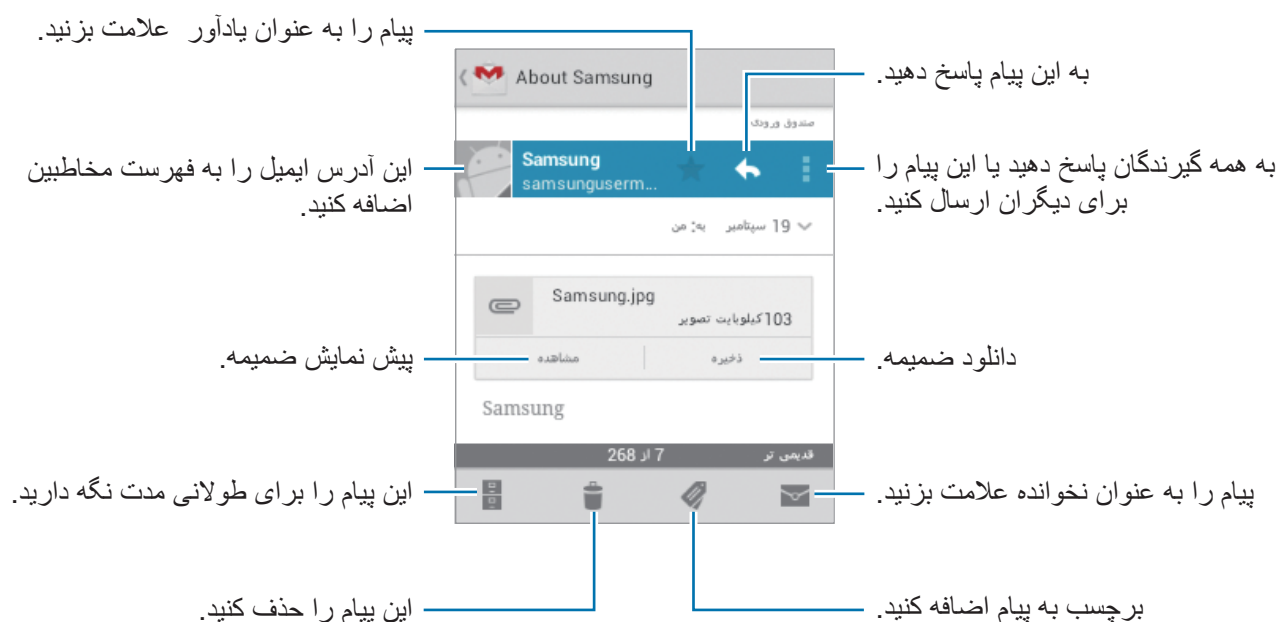 پیام را به عنوان یادآور علامت بزنید.
About Samsung
به این پیام پاسخ دهید.
صندوق ورودی
Samsung
samsunguserm...
به همه گیرندگان پاسخ دهید یا این پیام را
برای دیگران ارسال کنید.
این آدرس ایمیل را به فهرست مخاطبین
اضافه کنید.
19 سپتامبر به: من
Samsung.jpg
103کیلوبایت تصویر
دانلود ضمیمه.
ذخیره
مشاهده
پیش نمایش ضمیمه.
Samsung
قدیمی تر
7 از 268
پیام را به عنوان نخوانده علامت بزنید.
این پیام را برای طولانی مدت نگه دارید.
برچسب به پیام اضافه کنید.
این پیام را حذف کنید.